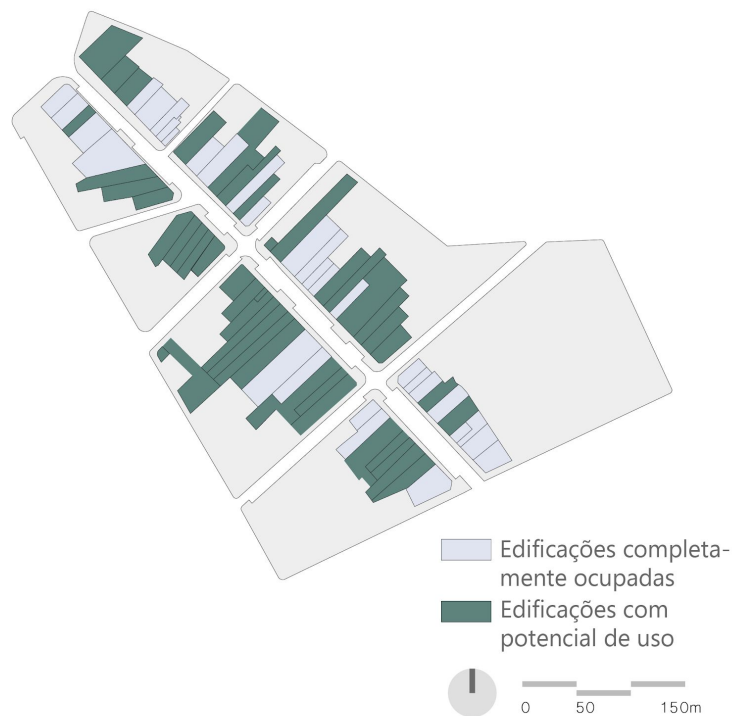 Edificações completa-
mente ocupadas
Edificações com
potencial de uso
0 50 150m